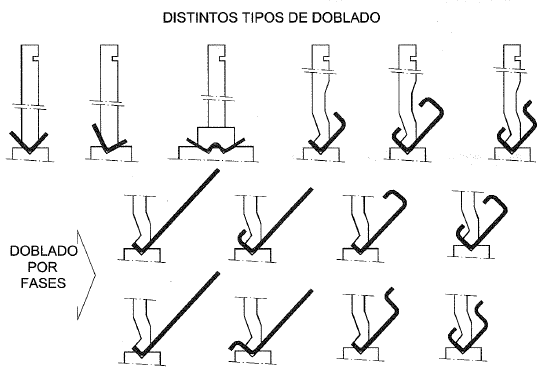 DISTINTOS TIPOS DE DOBLADO
DOBLADO
POR
FASES